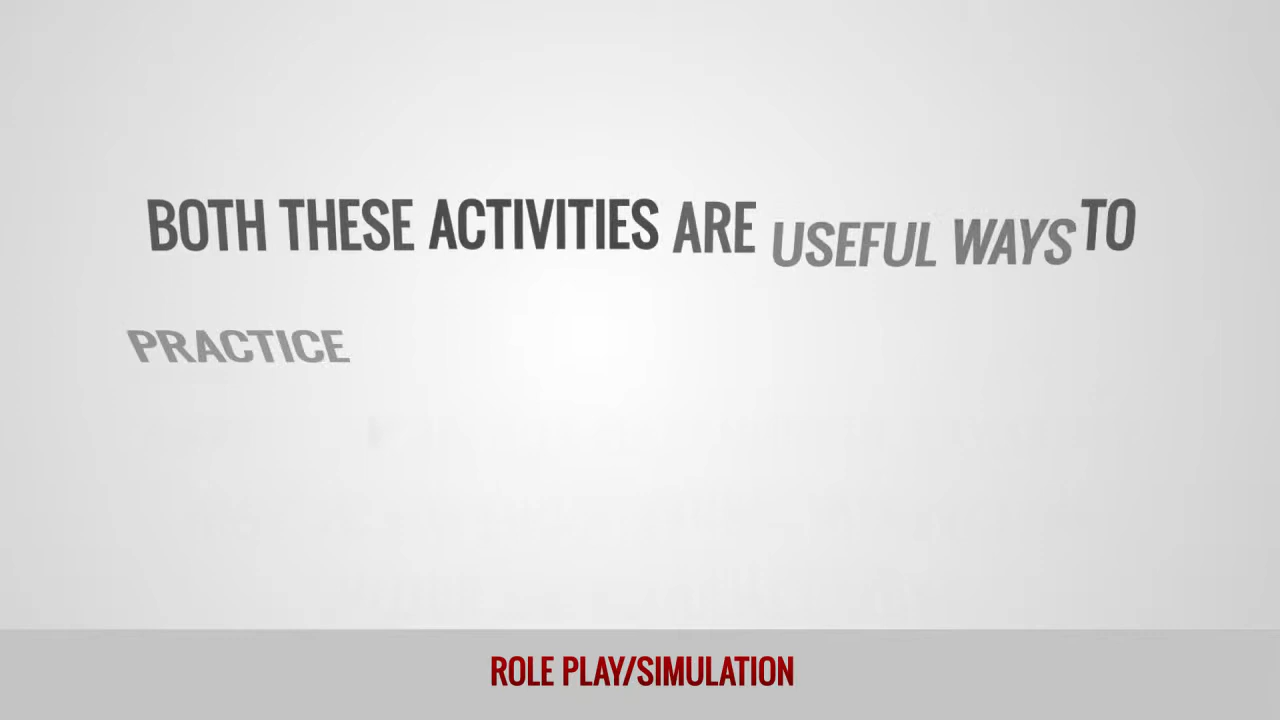 BOTH THESE ACTIVITIES ARE USEFUL WAYS TO
PRACTICE
ROLE PLAY/SIMULATION